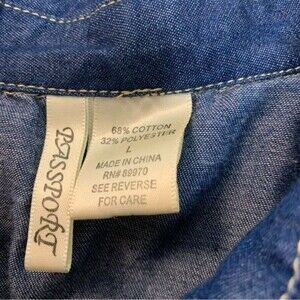 PASSPORT
68% COTTON
32% POLYESTER
L
MADE IN CHINA
RN# 89970
SEE REVERSE
FOR CARE